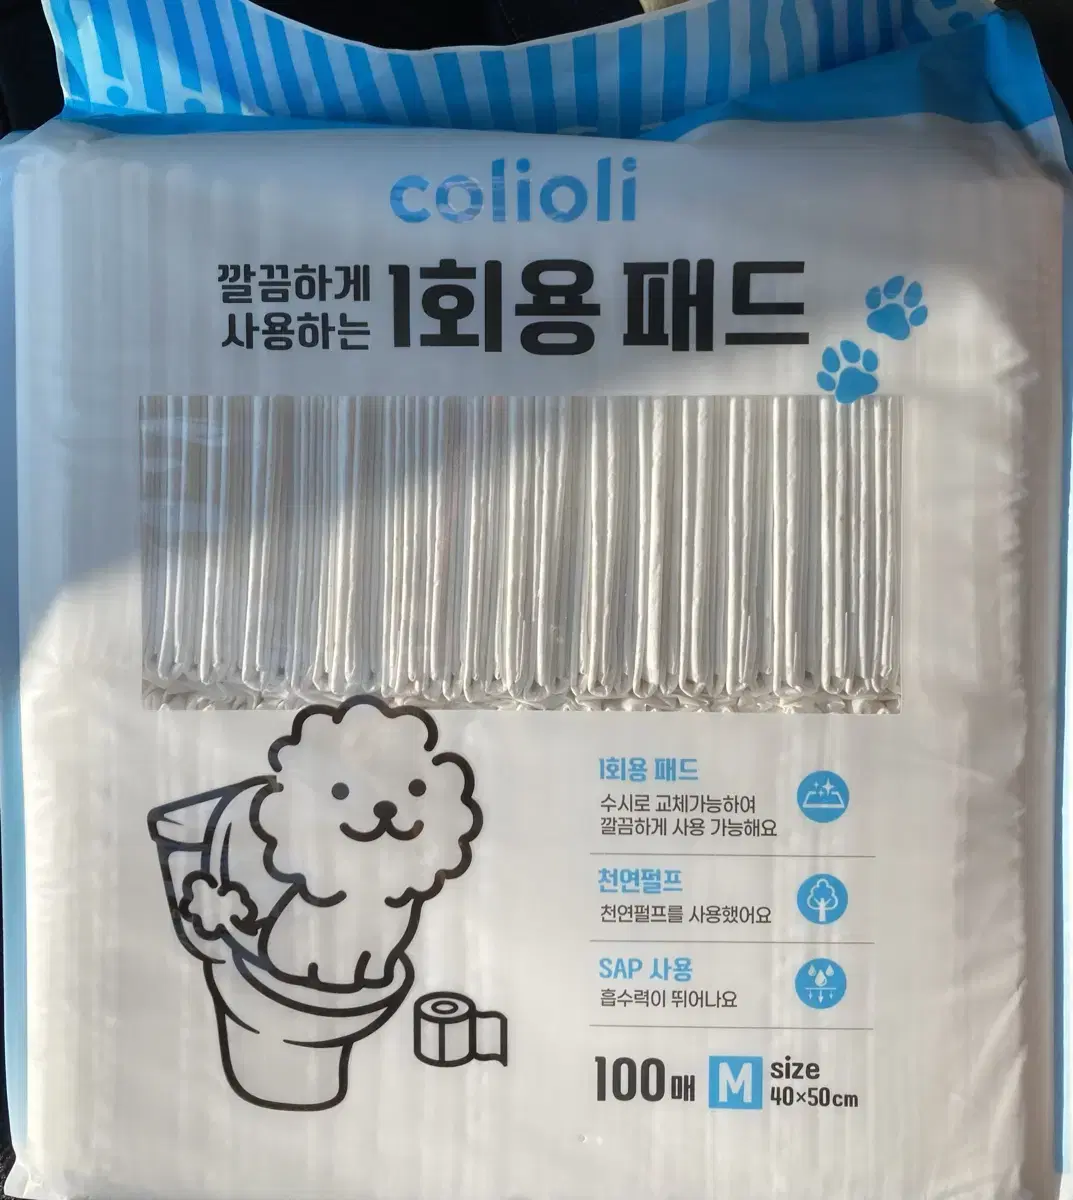 colioli
깔끔하게
사용하는
1회용 패드
1회용 패드
수시로 교체가능하여
깔끔하게 사용 가능해요
천연펄프
천연펄프를 사용했어요
SAP 사용
흡수력이 뛰어나요
100매 M size
40×50cm